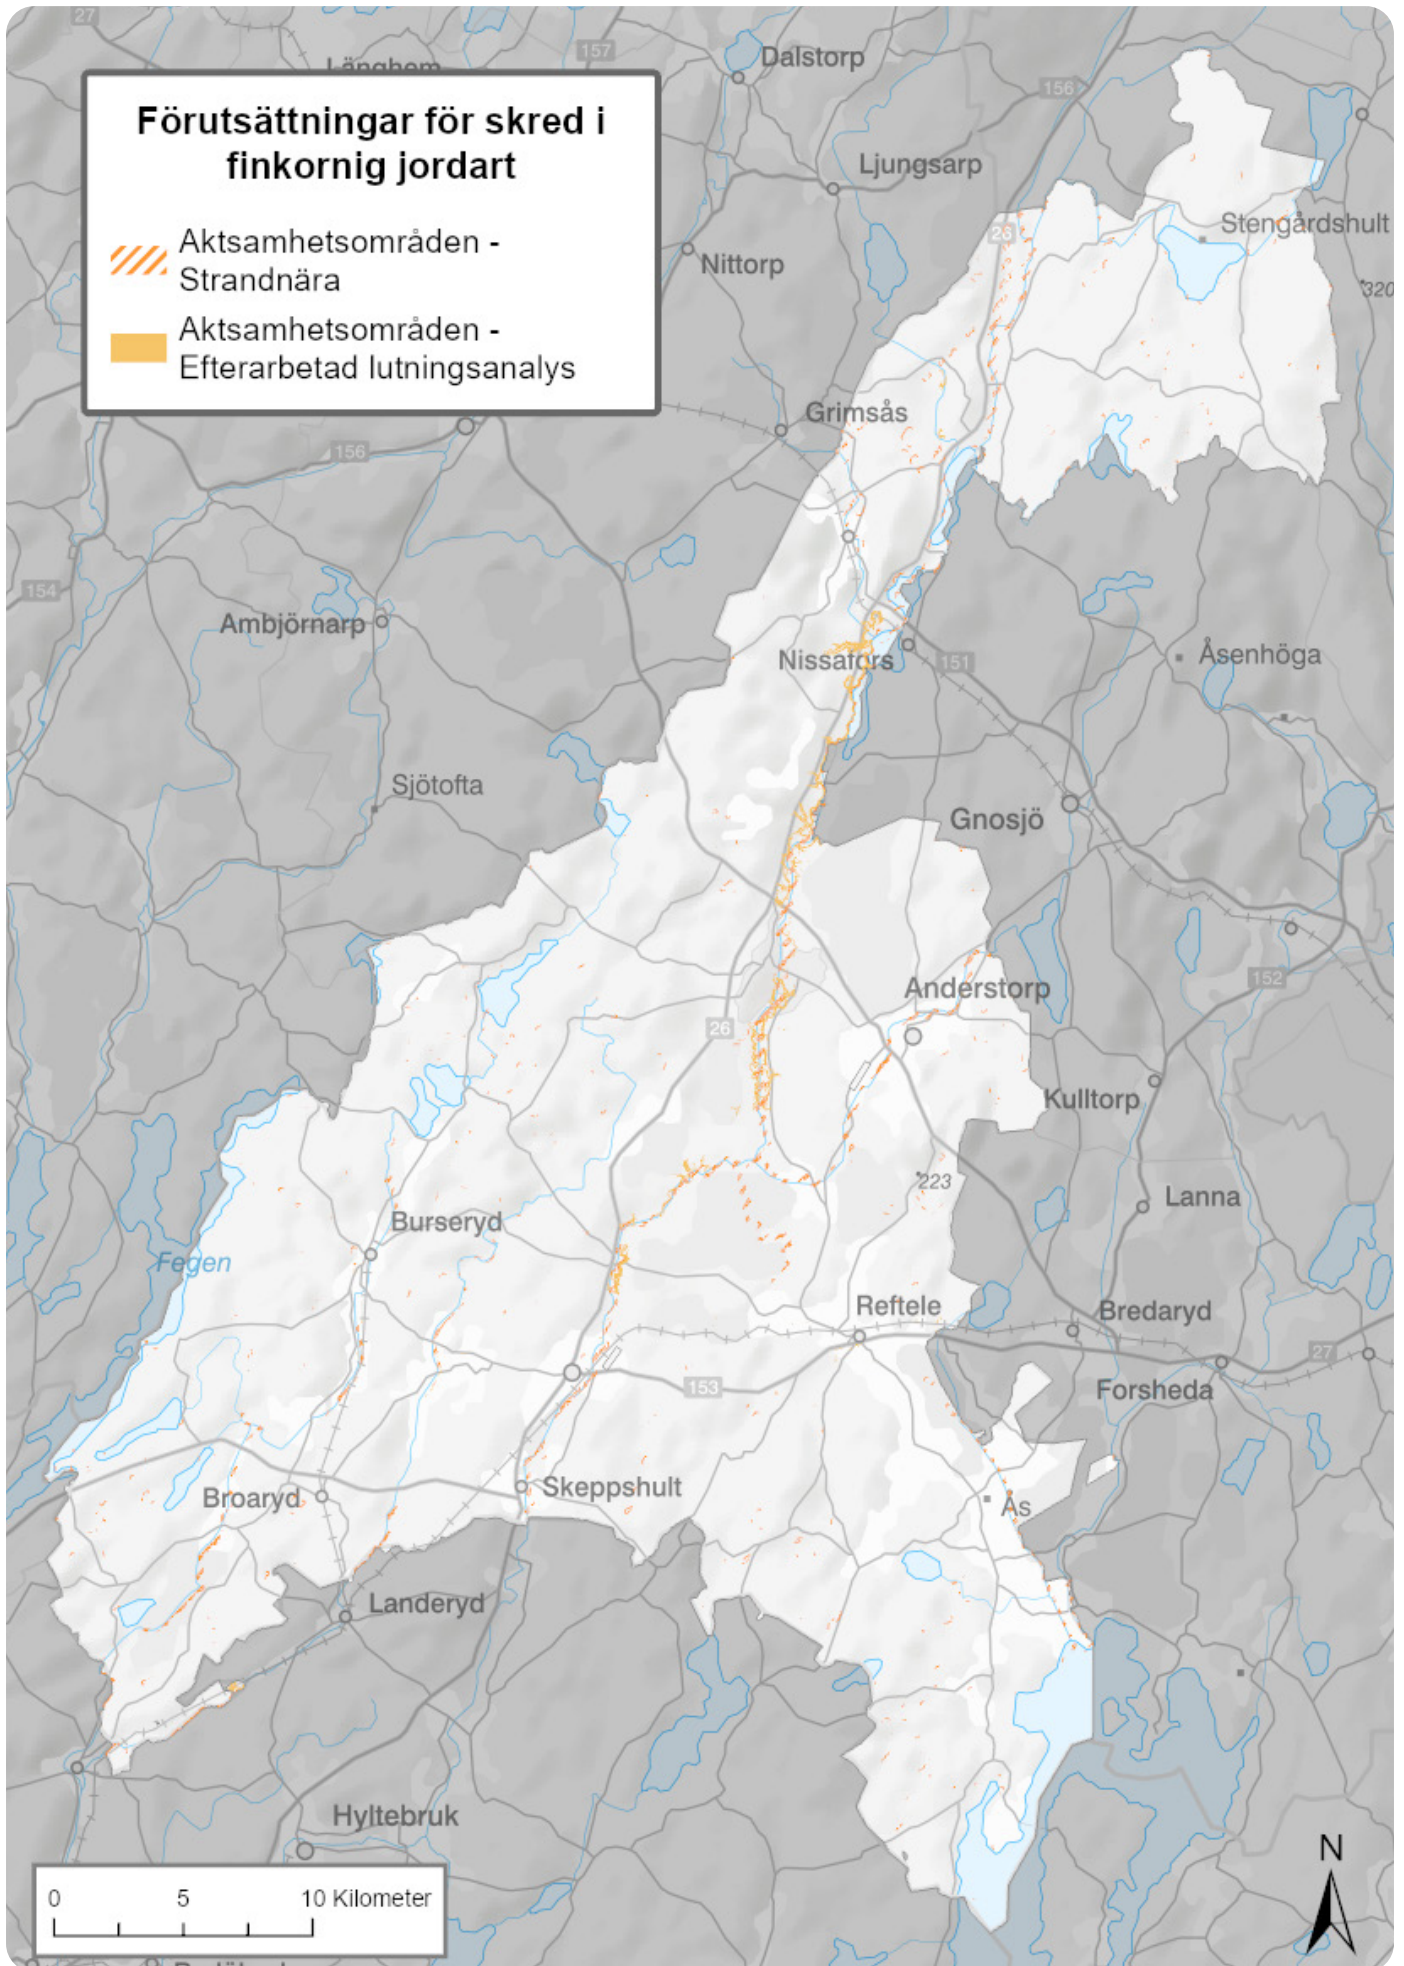 27
157
Dalstorp
Länghem
156
Förutsättningar för skred i
finkornig jordart
Aktsamhetsområden -
Strandnära
Aktsamhetsområden -
Efterarbetad lutningsanalys
Ljungsarp
Stengårdshult
26
Nittorp
320
Grimsås
156
154
Ambjörnarp
Nissafors
151
Åsenhöga
Sjötofta
Gnosjö
152
Anderstorp
26
Kulltorp
223
Lanna
Burseryd
Fegen
Reftele
Bredaryd
27
153
Forsheda
Broaryd
Skeppshult
Ås
Landeryd
Hyltebruk
N
0 5 10 Kilometer